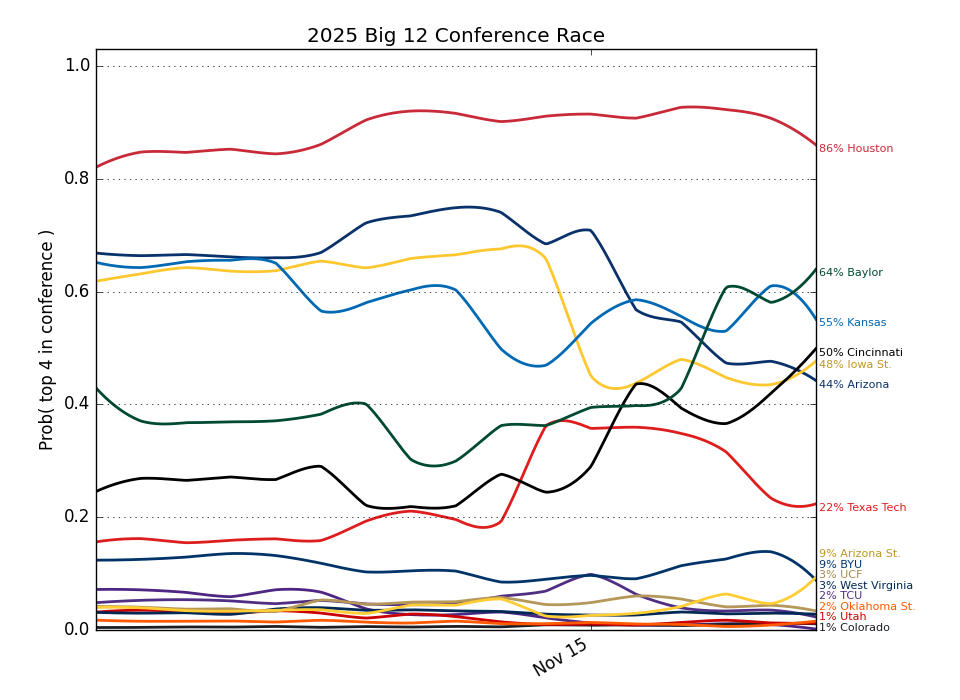 2025 Big 12 Conference Race
Prob( top 4 in conference )
1.0
0.8
0.6
0.4
0.2
0.0
Nov 15
86% Houston
64% Baylor
55% Kansas
50% Cincinnati
48% Iowa St.
44% Arizona
22% Texas Tech
9% Arizona St.
9% BYU
3% UCF
3% West Virginia
2% TCU
2% Oklahoma St.
1% Utah
1% Colorado